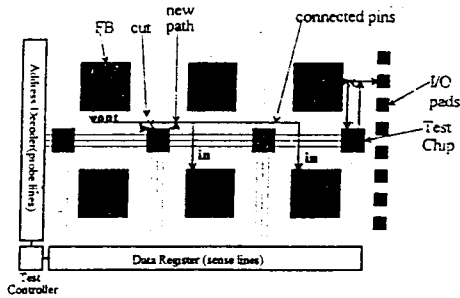 new
FB cut path connected pins
I/O
pads
Test
Chip
Address Decoder(probe lines)
in
in
Data Register (sense lines)
Test
Controller